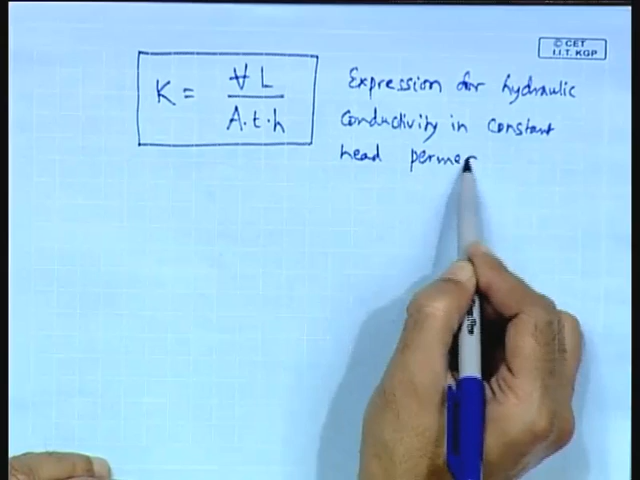 © CET
I.I.T. KGP
K = ∀ L / A·t·h
Expression for hydraulic
conductivity in constant
head perme